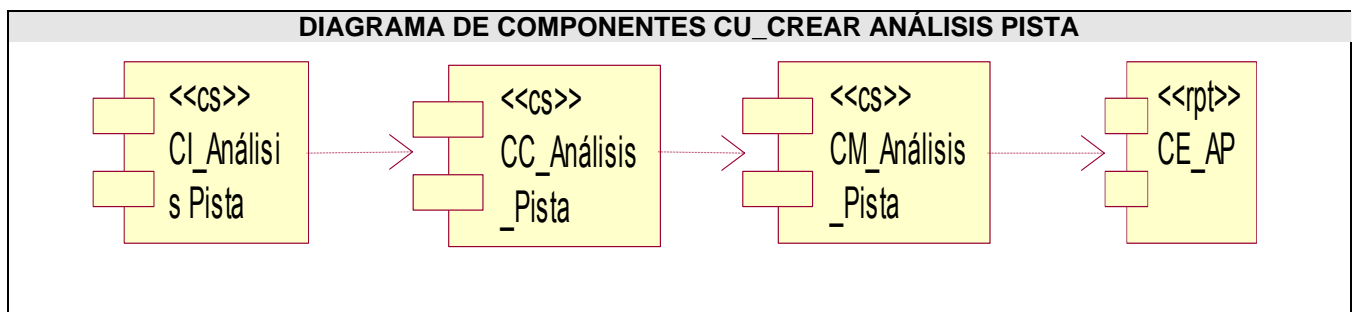 DIAGRAMA DE COMPONENTES CU_CREAR ANÁLISIS PISTA
<<cs>>
CI_Análisi
s Pista
<<cs>>
CC_Análisis
_Pista
<<cs>>
CM_Análisis
_Pista
<<rpt>>
CE_AP